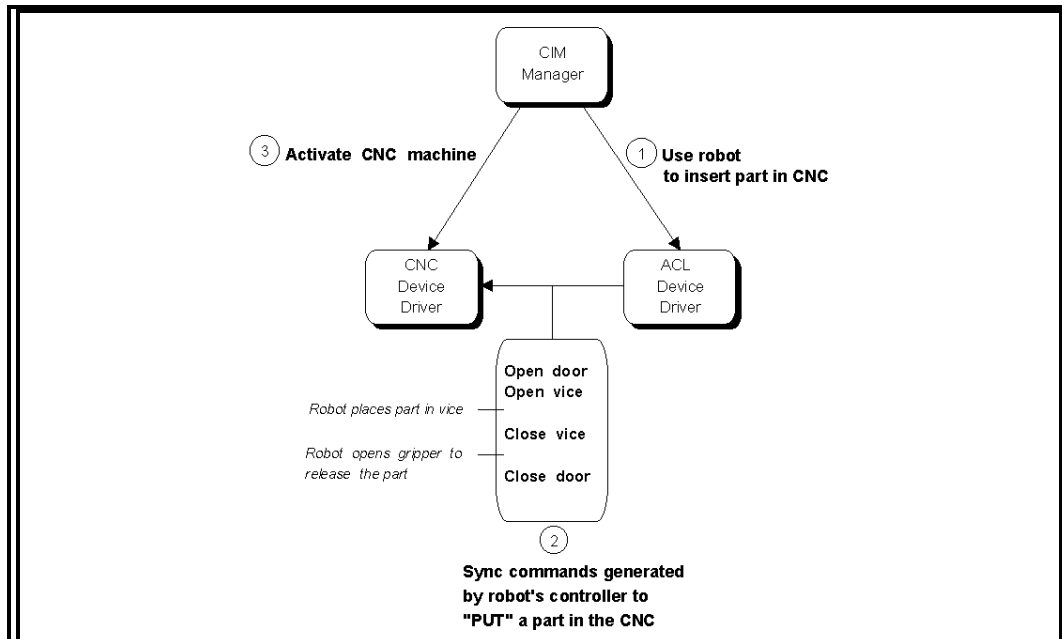 CIM
Manager
3 Activate CNC machine
1 Use robot
to insert part in CNC
CNC
Device
Driver
ACL
Device
Driver
Open door
Open vice
Robot places part in vice
Close vice
Robot opens gripper to
release the part
Close door
2
Sync commands generated
by robot's controller to
"PUT" a part in the CNC